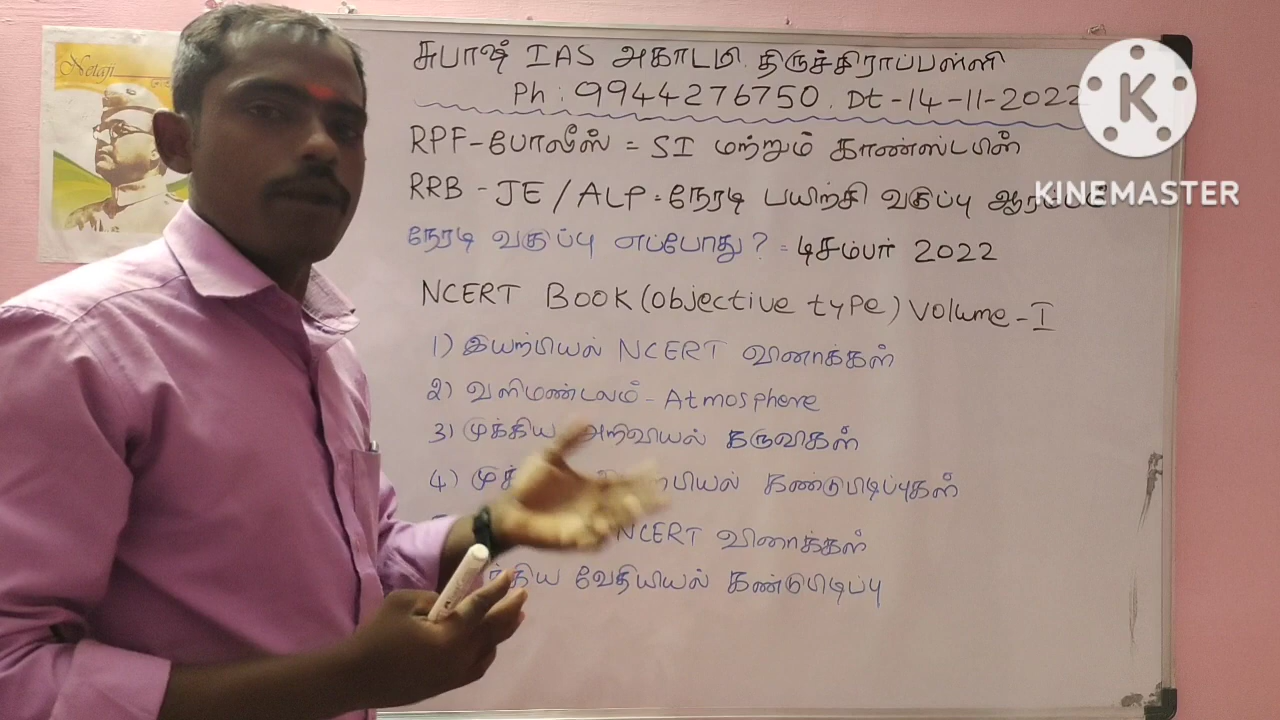 Netaji
சுபாஷ் IAS அகாடமி திருச்சிராப்பள்ளி
Ph : 9944276750. Dt -14-11-2022
RPF-போலீஸ் = SI மற்றும் கான்ஸ்டபிள்
RRB - JE / ALP = நேரடி பயிற்சி வகுப்பு
K
KINEMASTER
நேரடி வகுப்பு எப்போது? = டிசம்பர் 2022
NCERT BOOK (objective type) Volume - I
1) இயற்பியல் NCERT வினாக்கள்
2) வளிமண்டலம் - Atmosphere
3) முக்கிய அறிவியல் கருவிகள்
4) கண்டுபிடிப்புகள்
NCERT வினாக்கள்
வேதியியல் கண்டுபிடிப்பு